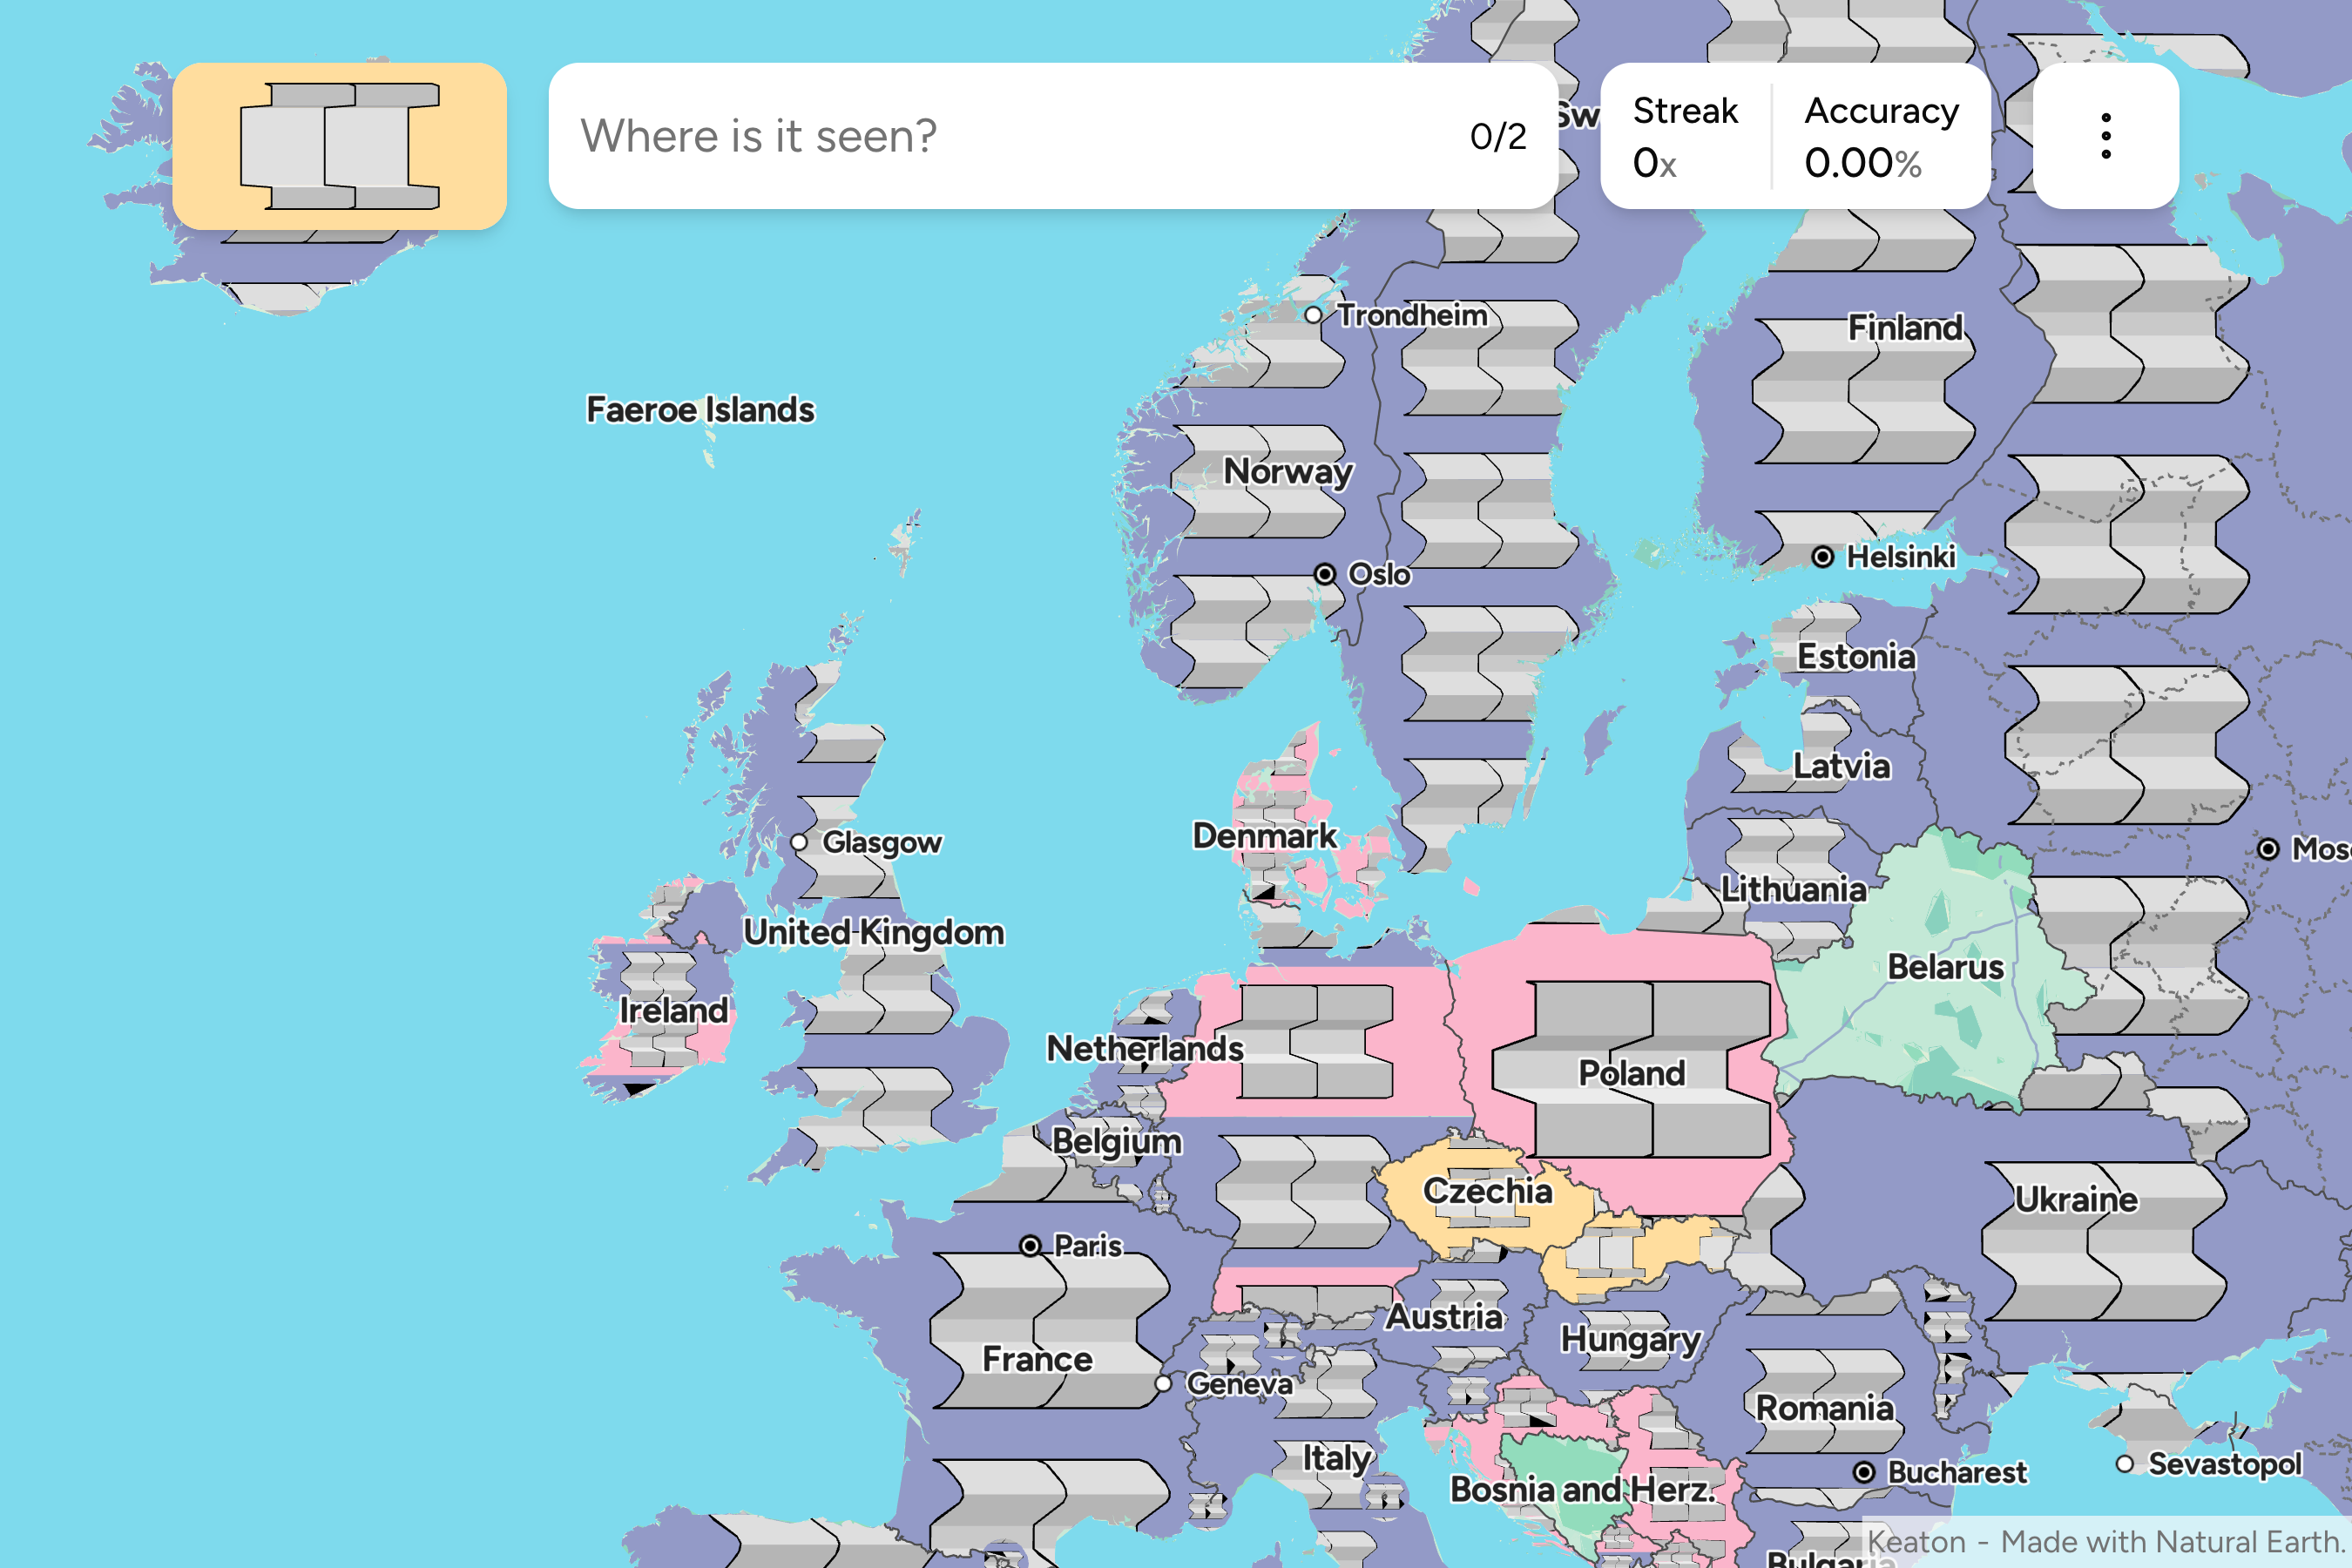 Where is it seen?
0/2
Sw
Streak
0x
Accuracy
0.00%
Trondheim
Finland
Faeroe Islands
Norway
Helsinki
Oslo
Estonia
Latvia
Denmark
Glasgow
Mos
Lithuania
United Kingdom
Belarus
Ireland
Netherlands
Poland
Belgium
Czechia
Ukraine
Paris
Austria
Hungary
France
Geneva
Romania
Italy
Sevastopol
Bucharest
Bosnia and Herz.
Bulgaria
Keaton - Made with Natural Earth.